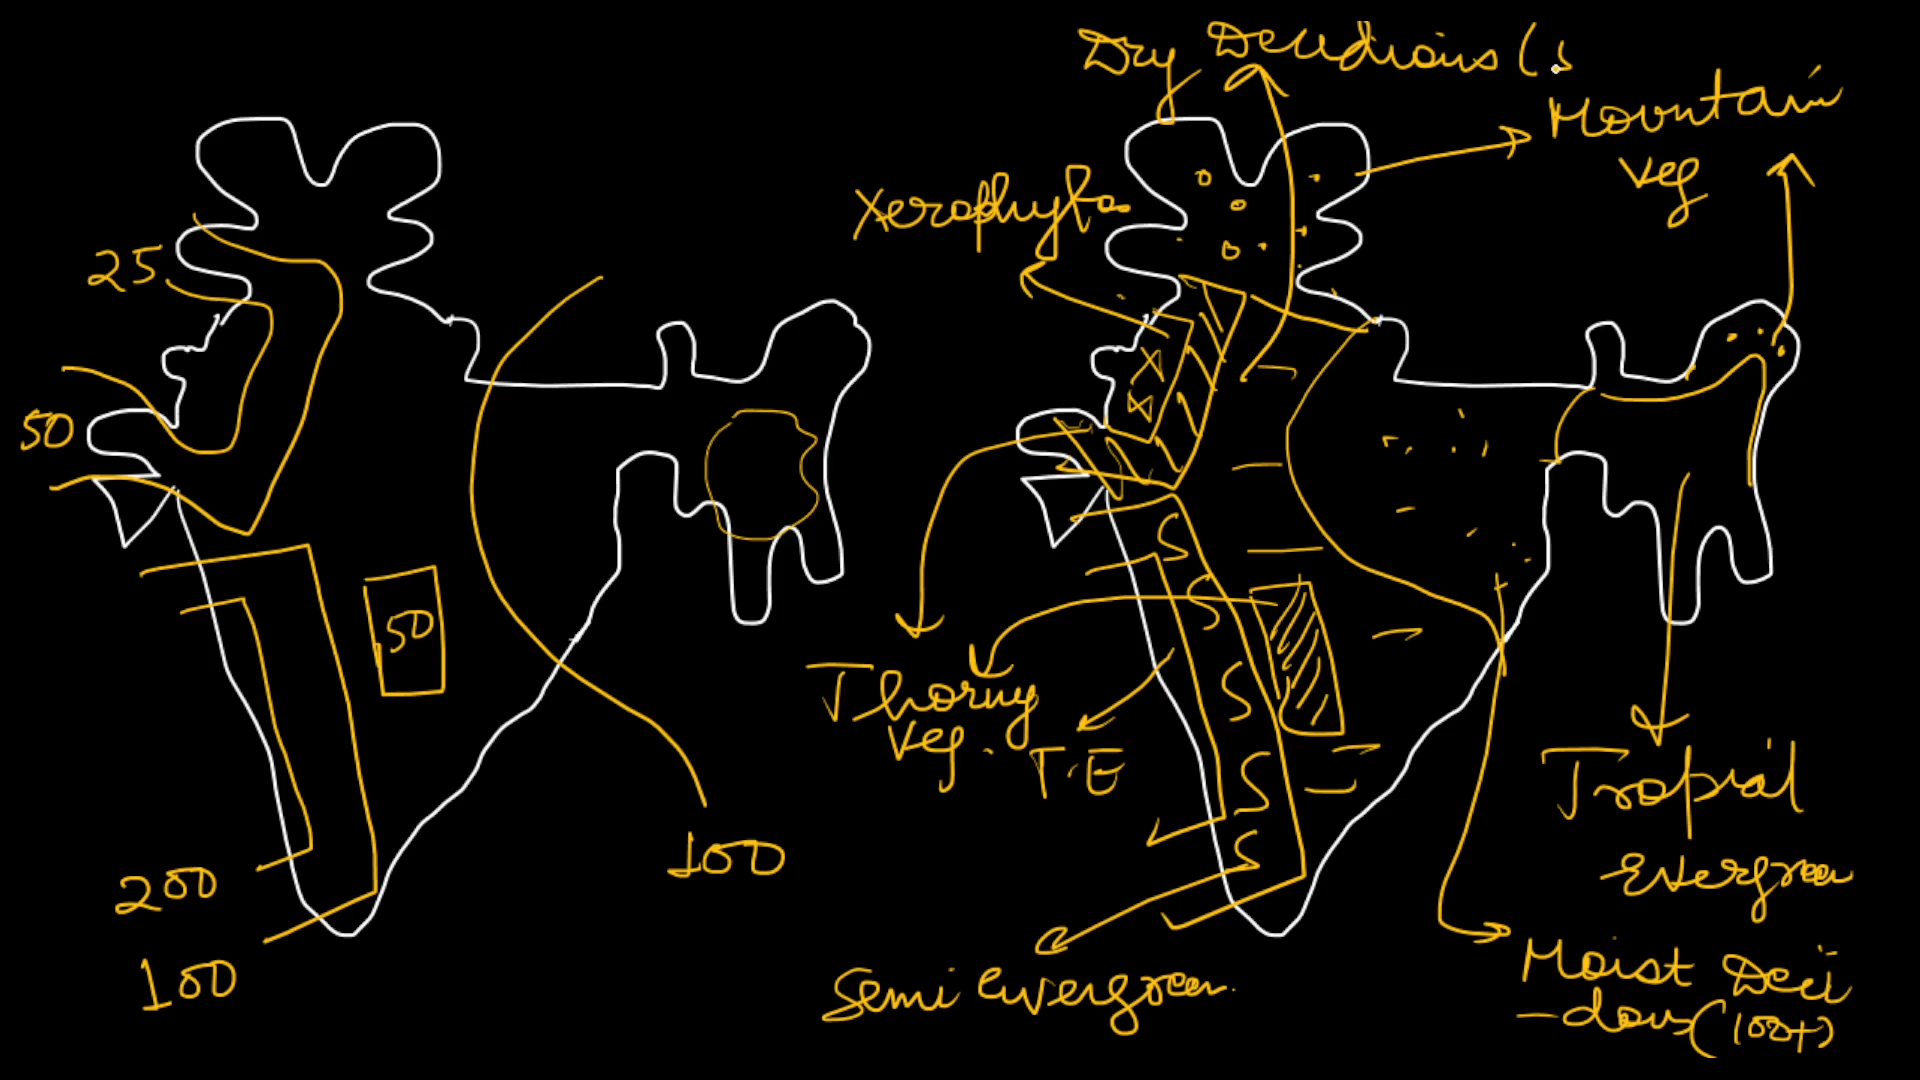 25
50
50
200
100
100
Dry Deciduous (5
Mountain
veg
Xerophytes
Thorny
veg.
T.E
S
S
S
S
S
Semi evergreen.
Tropical
Evergreen
Moist Deci
-dous (100+)